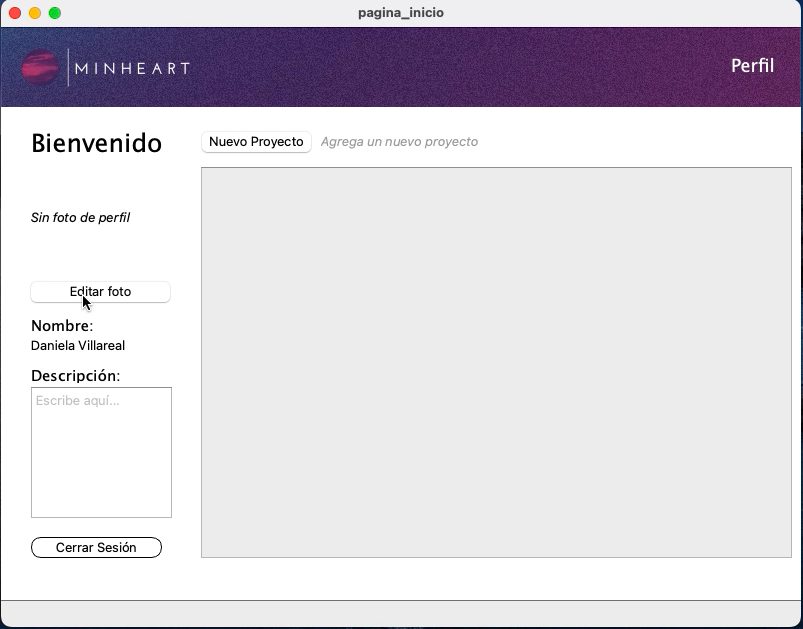 pagina_inicio
MINHEART
Perfil
Bienvenido
Nuevo Proyecto
Agrega un nuevo proyecto
Sin foto de perfil
Editar foto
Nombre:
Daniela Villareal
Descripción:
Escribe aquí...
Cerrar Sesión